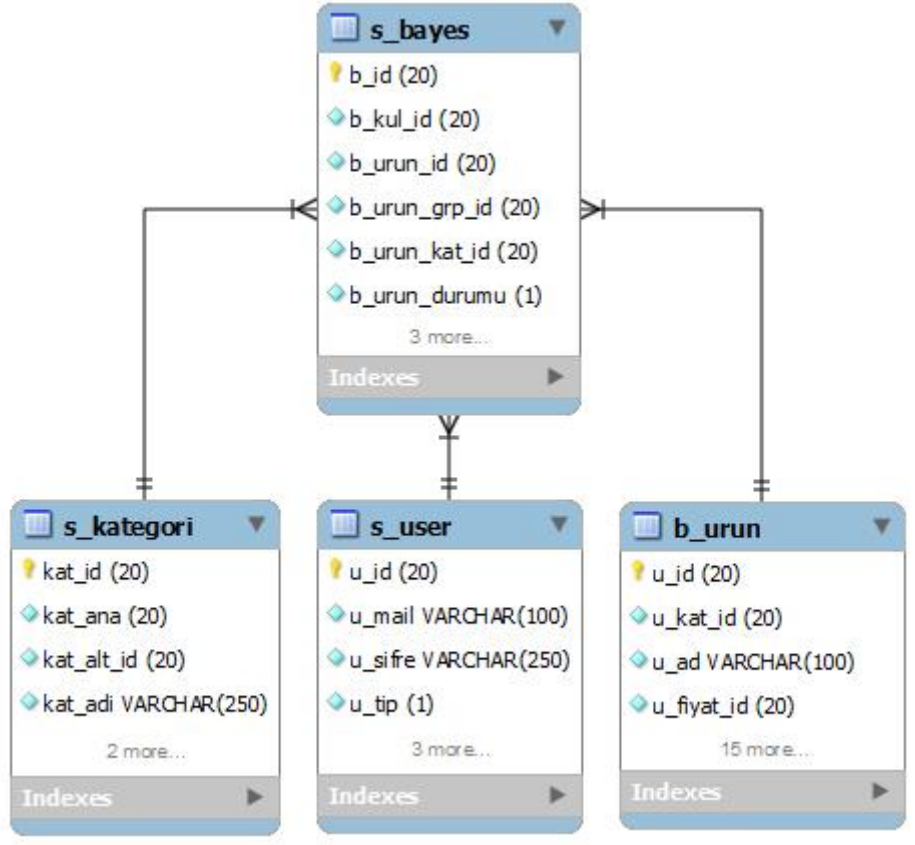 s_bayes
b_id (20)
b_kul_id (20)
b_urun_id (20)
b_urun_grp_id (20)
b_urun_kat_id (20)
b_urun_durumu (1)
3 more...
Indexes
s_kategori
kat_id (20)
kat_ana (20)
kat_alt_id (20)
kat_adi VARCHAR(250)
2 more...
Indexes
s_user
u_id (20)
u_mail VARCHAR(100)
u_sifre VARCHAR(250)
u_tip (1)
3 more...
Indexes
b_urun
u_id (20)
u_kat_id (20)
u_ad VARCHAR(100)
u_fiyat_id (20)
15 more...
Indexes